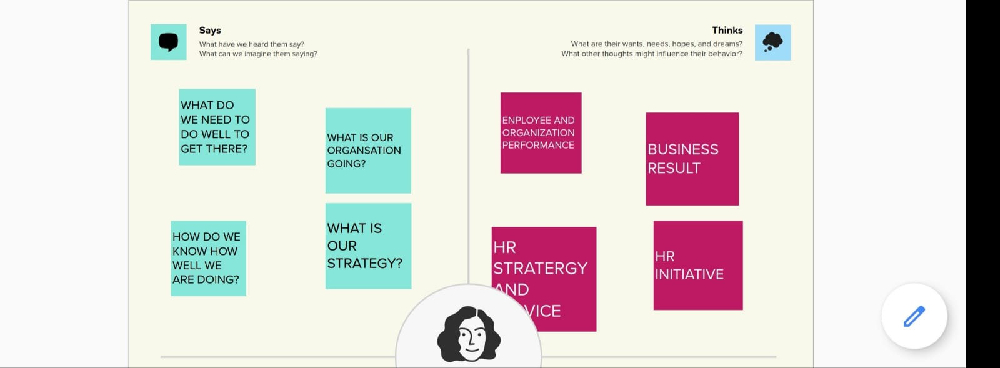 Says
What have we heard them say?
What can we imagine them saying?
WHAT DO
WE NEED TO
DO WELL TO
GET THERE?
WHAT IS OUR
ORGANSATION
GOING?
HOW DO WE
KNOW HOW
WELL WE
ARE DOING?
WHAT IS
OUR
STRATEGY?
Thinks
What are their wants, needs, hopes, and dreams?
What other thoughts might influence their behavior?
ENPLOYEE AND
ORGANIZATION
PERFORMANCE
BUSINESS
RESULT
HR
STRATERGY
AND
HR
INITIATIVE